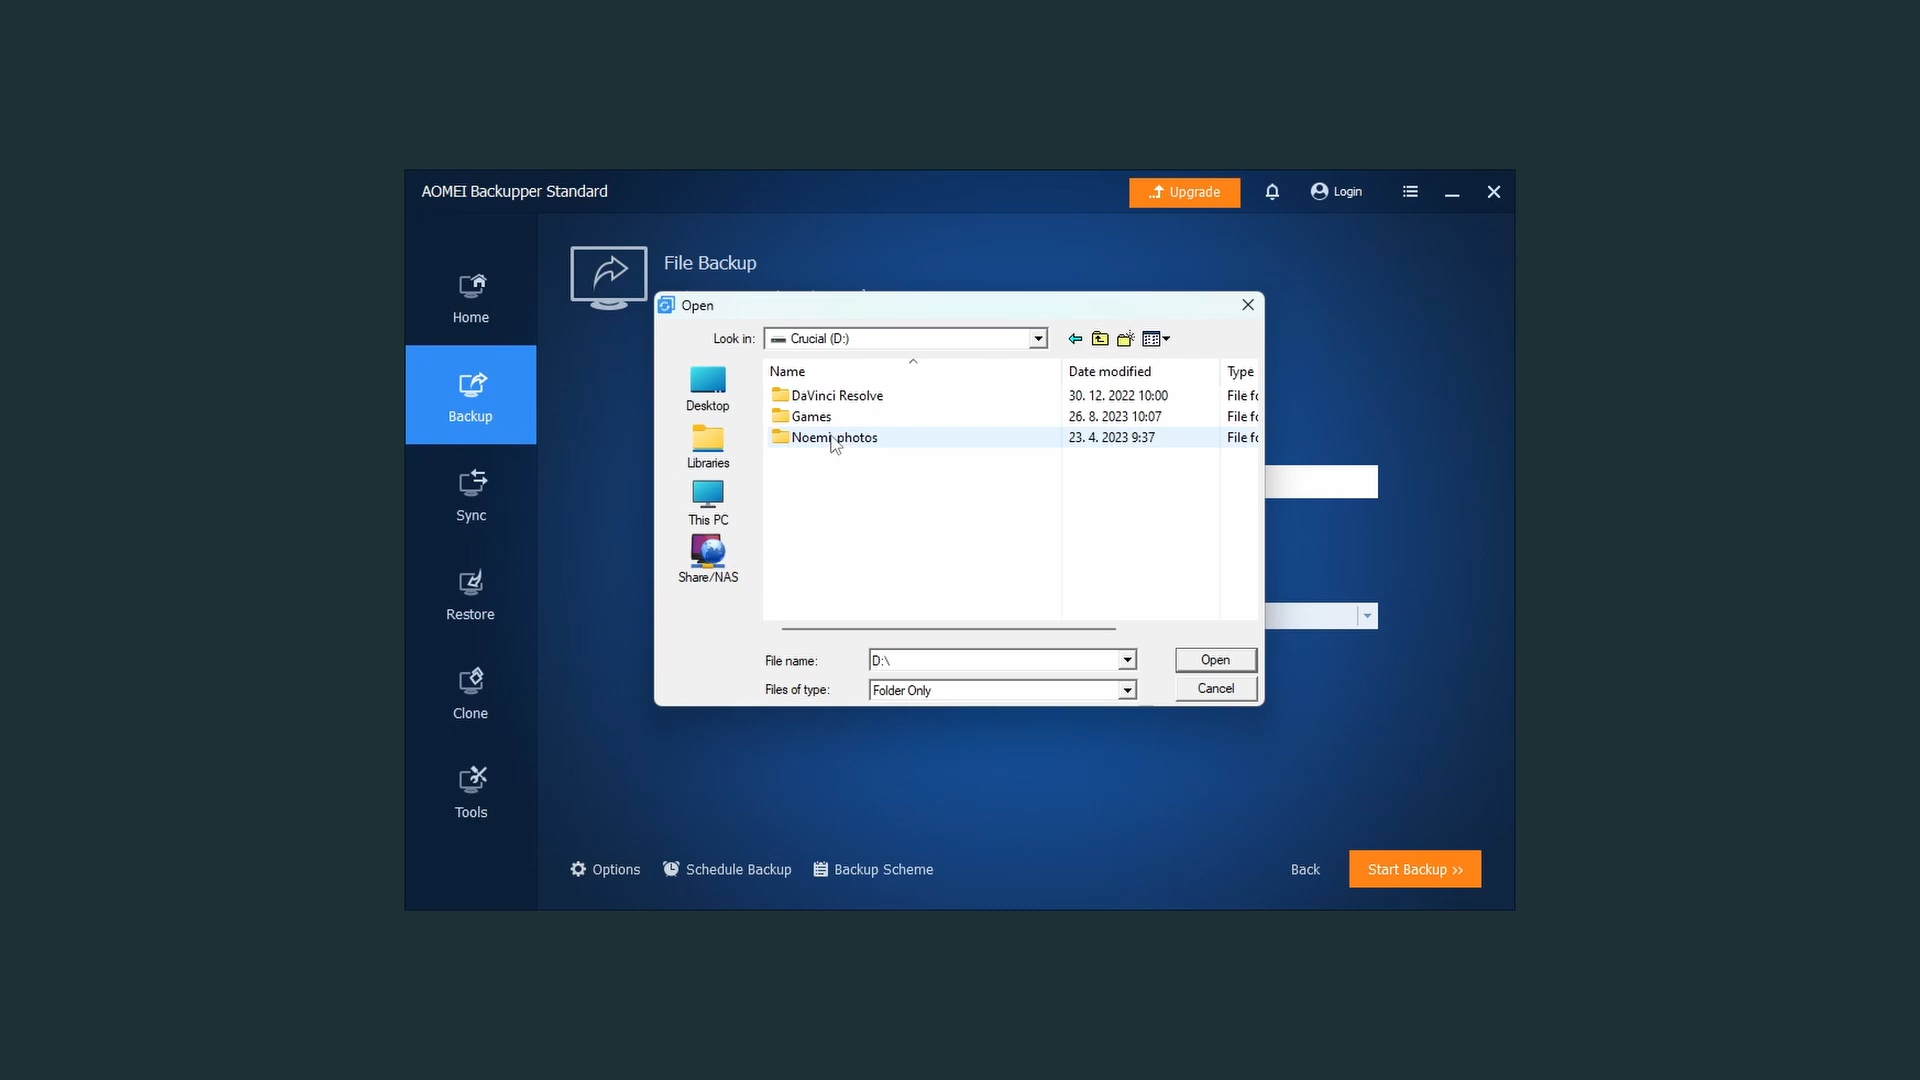 AOMEI Backupper Standard
Upgrade
Login
File Backup
Home
Backup
Sync
Restore
Clone
Tools
Open
Look in: Crucial (D:)
Desktop
Libraries
This PC
Share/NAS
Name Date modified Type
DaVinci Resolve 30. 12. 2022 10:00 File fo
Games 26. 8. 2023 10:07 File fo
Noemi photos 23. 4. 2023 9:37 File fo
File name: D:\ Open
Files of type: Folder Only Cancel
Options Schedule Backup Backup Scheme Back Start Backup >>